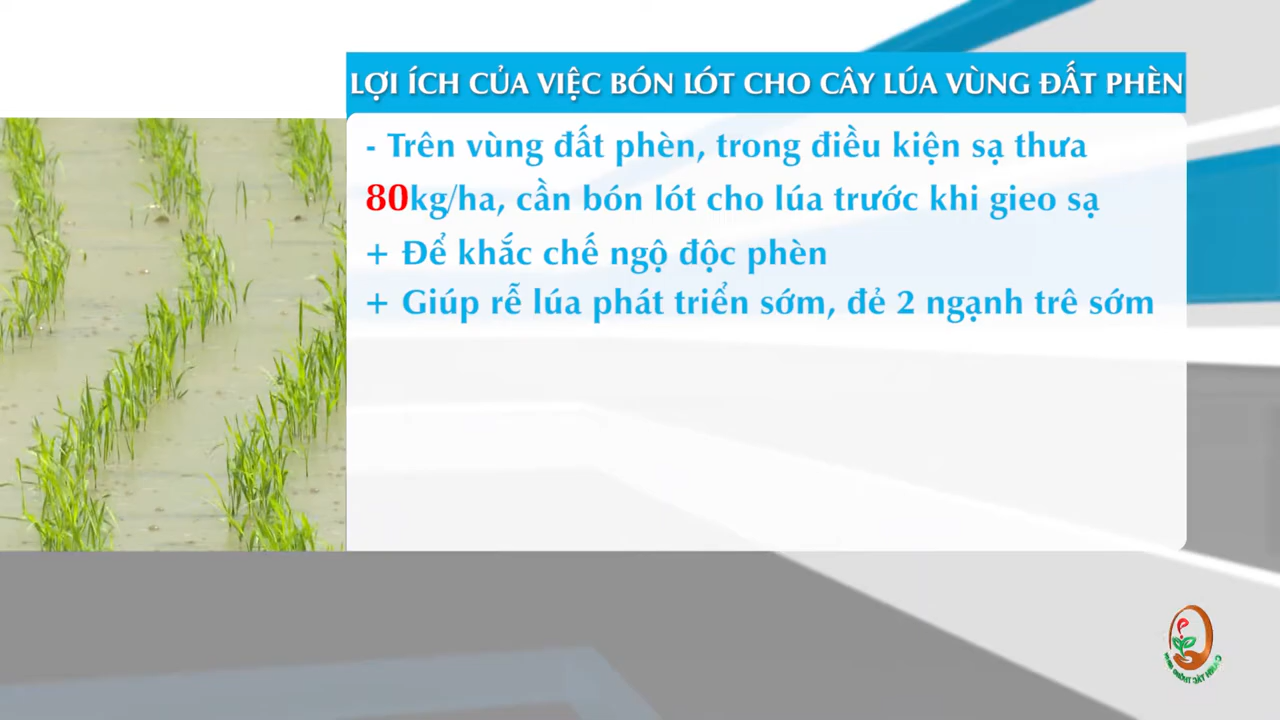 LỢI ÍCH CỦA VIỆC BÓN LÓT CHO CÂY LÚA VÙNG ĐẤT PHÈN
- Trên vùng đất phèn, trong điều kiện sạ thưa
80kg/ha, cần bón lót cho lúa trước khi gieo sạ
+ Để khắc chế ngộ độc phèn
+ Giúp rễ lúa phát triển sớm, đẻ 2 ngạnh trê sớm